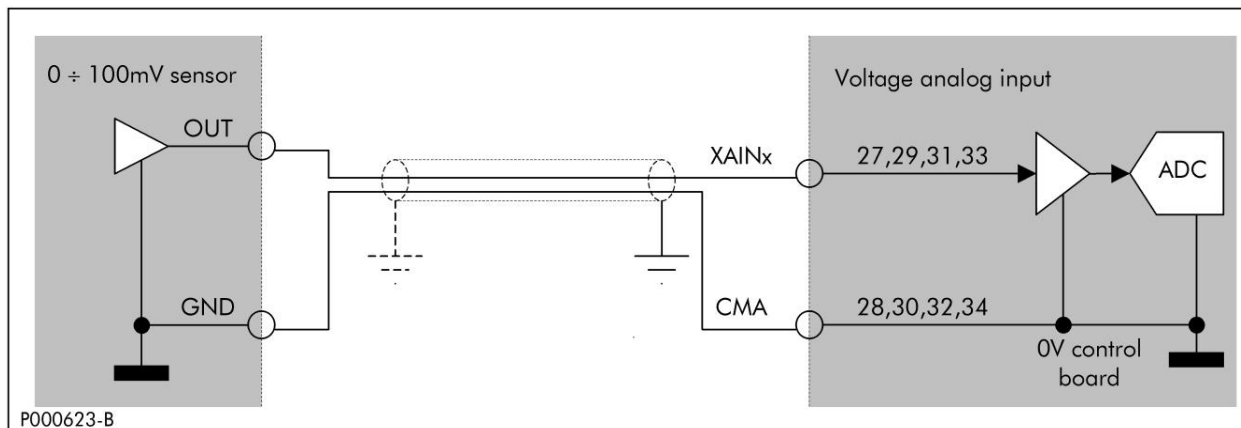 0 ÷ 100mV sensor
OUT
GND
XAINx
CMA
Voltage analog input
27,29,31,33
ADC
28,30,32,34
0V control
board
P000623-B